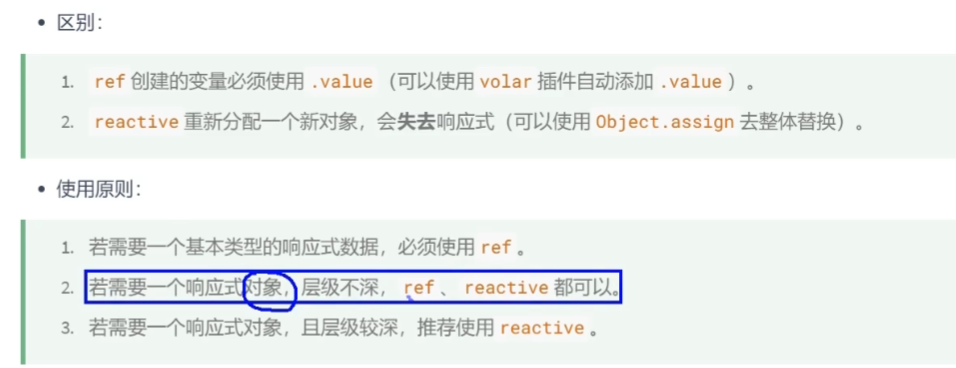 • 区别：
1. ref 创建的变量必须使用 .value（可以使用 volar 插件自动添加 .value）。
2. reactive 重新分配一个新对象，会失去响应式（可以使用 Object.assign 去整体替换）。
• 使用原则：
1. 若需要一个基本类型的响应式数据，必须使用 ref。
2. 若需要一个响应式对象，层级不深，ref、reactive 都可以。
3. 若需要一个响应式对象，且层级较深，推荐使用 reactive。